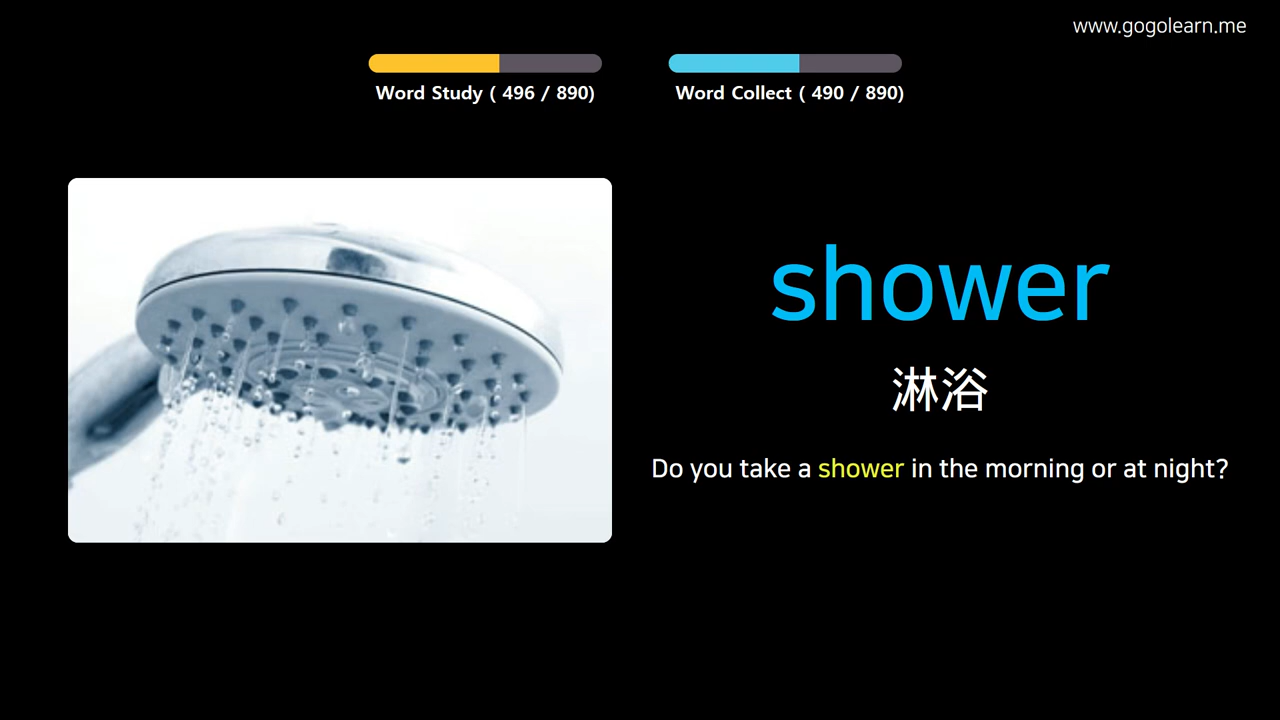 www.gogolearn.me
Word Study ( 496 / 890)
Word Collect ( 490 / 890)
shower
淋浴
Do you take a shower in the morning or at night?